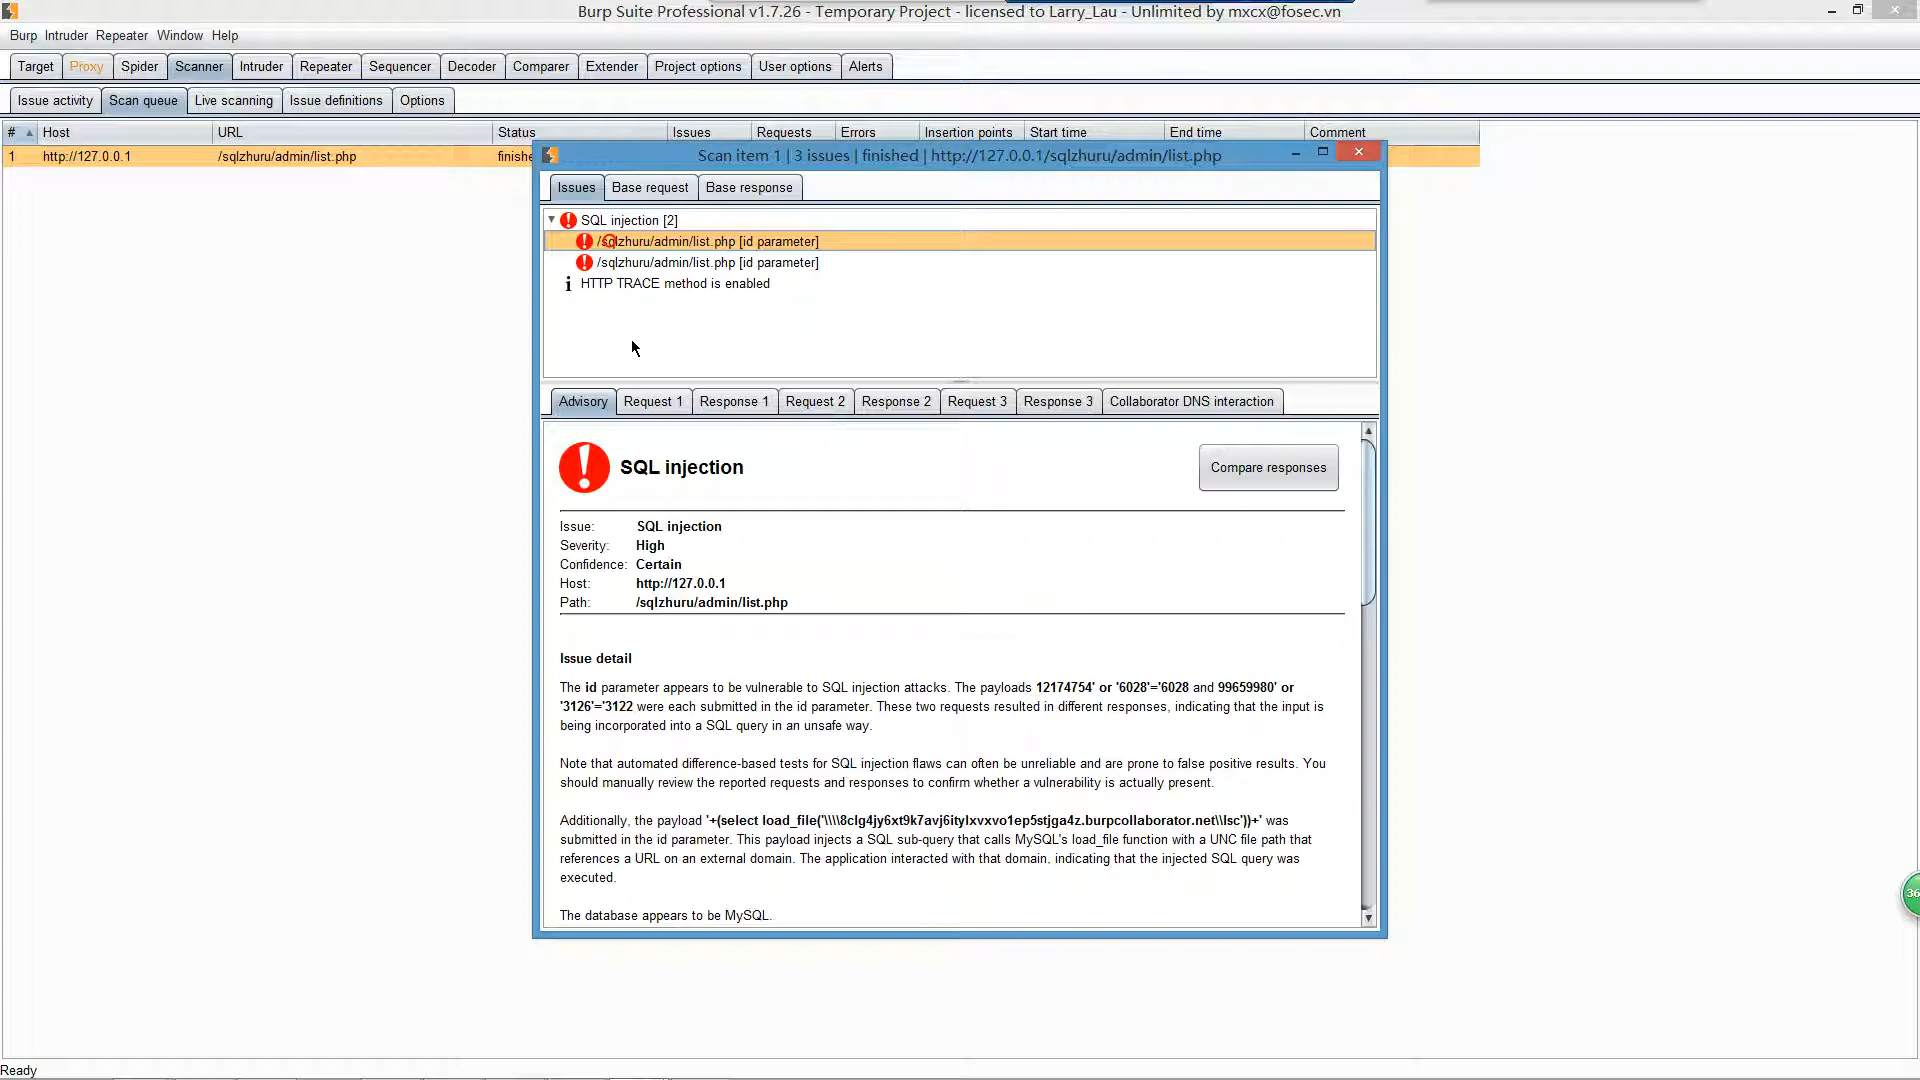 Burp Suite Professional v1.7.26 - Temporary Project - licensed to Larry_Lau - Unlimited by mxcx@fosec.vn
Burp Intruder Repeater Window Help
Target Proxy Spider Scanner Intruder Repeater Sequencer Decoder Comparer Extender Project options User options Alerts
Issue activity Scan queue Live scanning Issue definitions Options
# Host URL Status Issues Requests Errors Insertion points Start time End time Comment
1 http://127.0.0.1 /sqlzhuru/admin/list.php finishe
Scan item 1 | 3 issues | finished | http://127.0.0.1/sqlzhuru/admin/list.php
Issues Base request Base response
SQL injection [2]
/sqlzhuru/admin/list.php [id parameter]
/sqlzhuru/admin/list.php [id parameter]
i HTTP TRACE method is enabled
Advisory Request 1 Response 1 Request 2 Response 2 Request 3 Response 3 Collaborator DNS interaction
SQL injection
Compare responses
Issue: SQL injection
Severity: High
Confidence: Certain
Host: http://127.0.0.1
Path: /sqlzhuru/admin/list.php
Issue detail
The id parameter appears to be vulnerable to SQL injection attacks. The payloads 12174754' or '6028'='6028 and 99659980' or
'3126'='3122 were each submitted in the id parameter. These two requests resulted in different responses, indicating that the input is
being incorporated into a SQL query in an unsafe way.
Note that automated difference-based tests for SQL injection flaws can often be unreliable and are prone to false positive results. You
should manually review the reported requests and responses to confirm whether a vulnerability is actually present.
Additionally, the payload '+(select load_file('\\\\8clg4jy6xt9k7avj6itylxvxvo1ep5stjga4z.burpcollaborator.net\\lsc'))+' was
submitted in the id parameter. This payload injects a SQL sub-query that calls MySQL's load_file function with a UNC file path that
references a URL on an external domain. The application interacted with that domain, indicating that the injected SQL query was
executed.
The database appears to be MySQL.
36
Ready